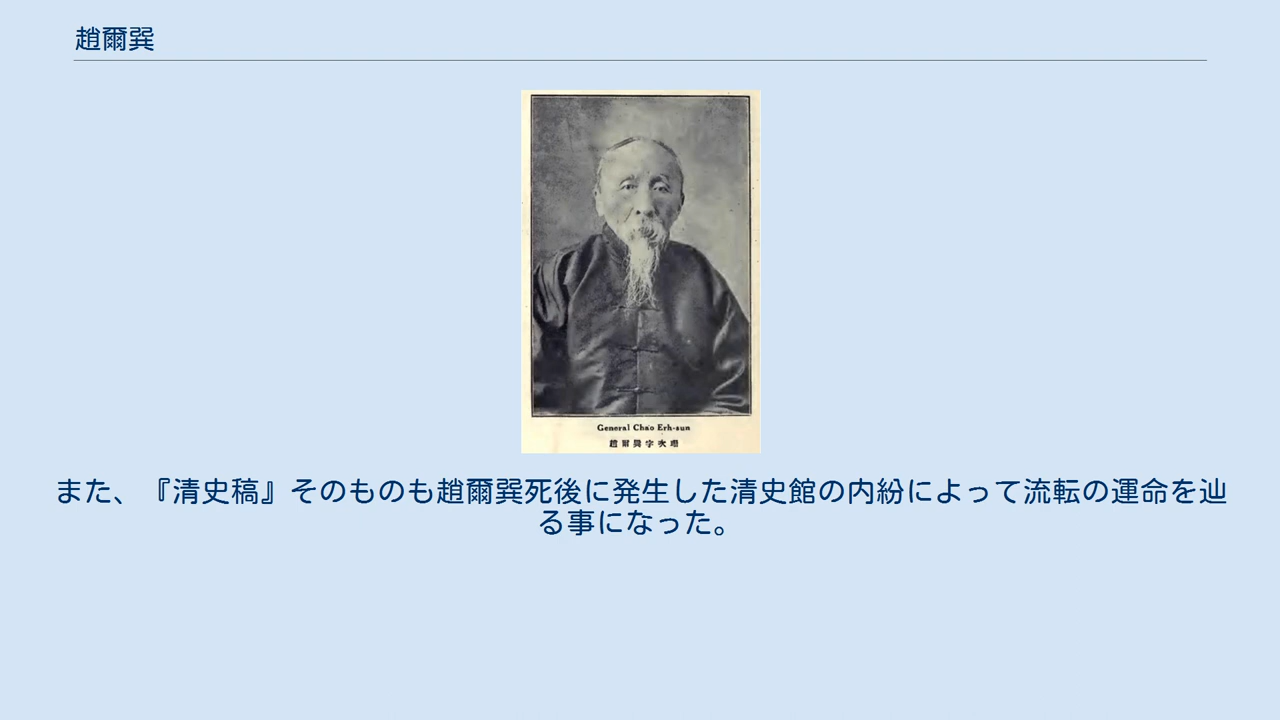 趙爾巽
General Chao Erh-sun
趙爾巽字次珊
また、『清史稿』そのものも趙爾巽死後に発生した清史館の内紛によって流転の運命を辿
る事になった。